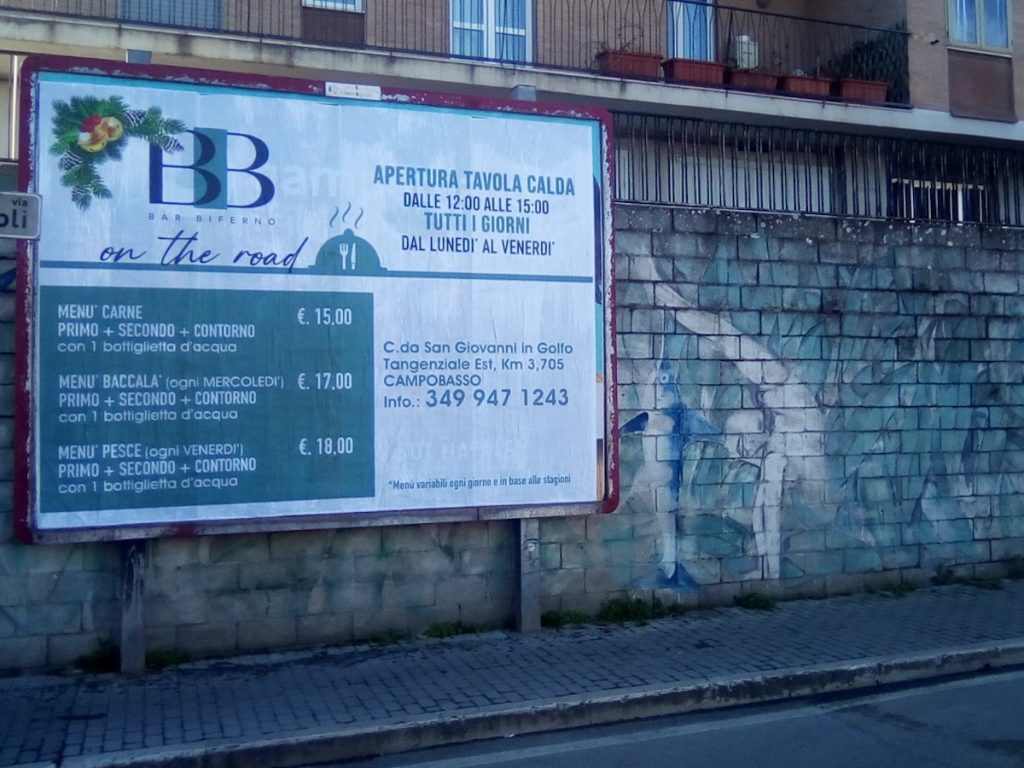 via
oli
BB
BAR BIFERNO
on the road
APERTURA TAVOLA CALDA
DALLE 12:00 ALLE 15:00
TUTTI I GIORNI
DAL LUNEDI' AL VENERDI'
MENU' CARNE €. 15,00
PRIMO + SECONDO + CONTORNO
con 1 bottiglietta d'acqua
MENU' BACCALA' (ogni MERCOLEDI') €. 17,00
PRIMO + SECONDO + CONTORNO
con 1 bottiglietta d'acqua
MENU' PESCE (ogni VENERDI') €. 18,00
PRIMO + SECONDO + CONTORNO
con 1 bottiglietta d'acqua
C.da San Giovanni in Golfo
Tangenziale Est, Km 3,705
CAMPOBASSO
Info.: 349 947 1243
*Menù variabili ogni giorno e in base alle stagioni